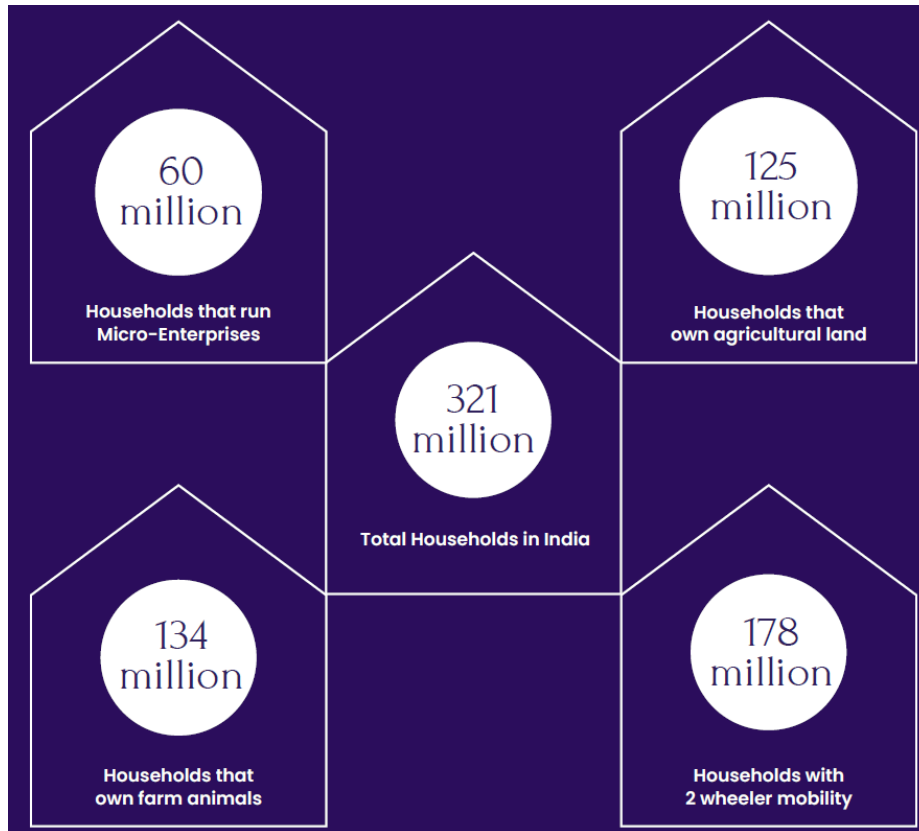 60
million
Households that run
Micro-Enterprises
125
million
Households that
own agricultural land
321
million
Total Households in India
134
million
Households that
own farm animals
178
million
Households with
2 wheeler mobility